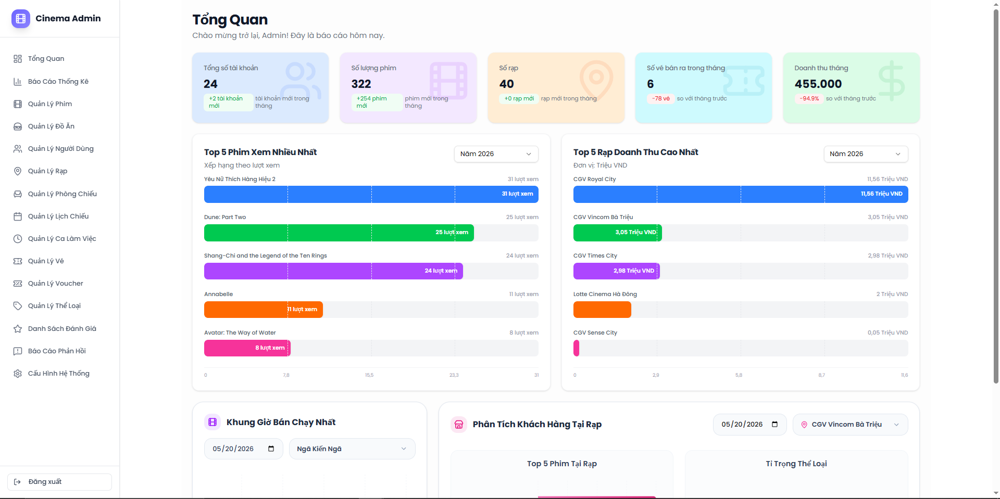 Cinema Admin
Tổng Quan
Báo Cáo Thống Kê
Quản Lý Phim
Quản Lý Đồ Ăn
Quản Lý Người Dùng
Quản Lý Rạp
Quản Lý Phòng Chiếu
Quản Lý Lịch Chiếu
Quản Lý Ca Làm Việc
Quản Lý Vé
Quản Lý Voucher
Quản Lý Thể Loại
Danh Sách Đánh Giá
Báo Cáo Phản Hồi
Cấu Hình Hệ Thống
Đăng xuất
Tổng Quan
Chào mừng trở lại, Admin! Đây là báo cáo hôm nay.
Tổng số tài khoản
24
+2 tài khoản mới
tài khoản mới trong tháng
Số lượng phim
322
+254 phim mới
phim mới trong tháng
Số rạp
40
+0 rạp mới
rạp mới trong tháng
Số vé bán ra trong tháng
6
-78 vé
so với tháng trước
Doanh thu tháng
455.000
-94.9%
so với tháng trước
Top 5 Phim Xem Nhiều Nhất
Năm 2026
Xếp hạng theo lượt xem
Yêu Nữ Thích Hàng Hiệu 2
31 lượt xem
31 lượt xem
Dune: Part Two
25 lượt xem
25 lượt xem
Shang-Chi and the Legend of the Ten Rings
24 lượt xem
24 lượt xem
Annabelle
11 lượt xem
11 lượt xem
Avatar: The Way of Water
8 lượt xem
8 lượt xem
0 7,8 15,5 23,3 31
Top 5 Rạp Doanh Thu Cao Nhất
Năm 2026
Đơn vị: Triệu VND
CGV Royal City
11,56 Triệu VND
11,56 Triệu VND
CGV Vincom Bà Triệu
3,05 Triệu VND
3,05 Triệu VND
CGV Times City
2,98 Triệu VND
2,98 Triệu VND
Lotte Cinema Hà Đông
2 Triệu VND
CGV Sense City
0,05 Triệu VND
0 2,9 5,8 8,7 11,6
Khung Giờ Bán Chạy Nhất
05/20/2026
Ngã Kiến Ngã
Phân Tích Khách Hàng Tại Rạp
05/20/2026
CGV Vincom Bà Triệu
Top 5 Phim Tại Rạp
Tỉ Trọng Thể Loại